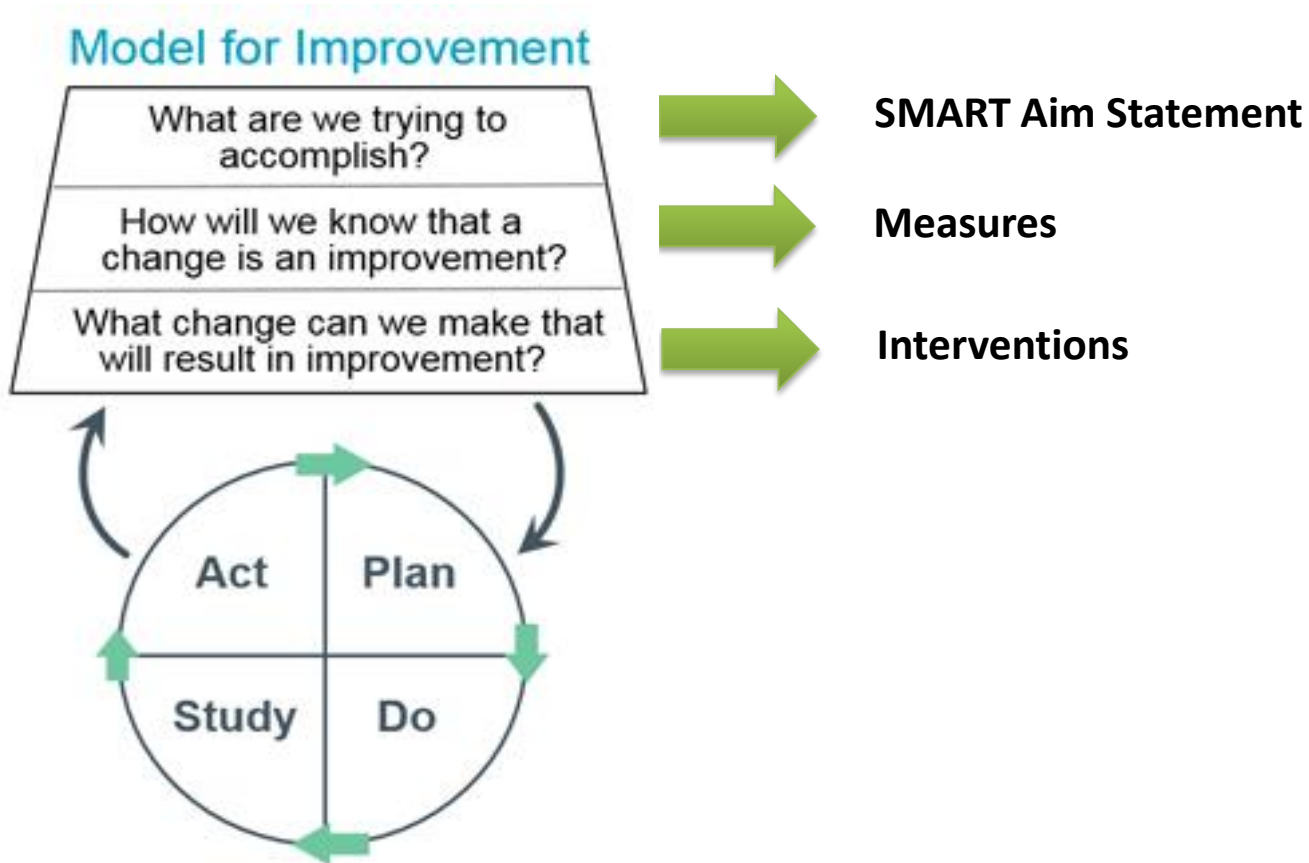 Model for Improvement
What are we trying to
accomplish?
SMART Aim Statement
How will we know that a
change is an improvement?
Measures
What change can we make that
will result in improvement?
Interventions
Act
Plan
Study
Do